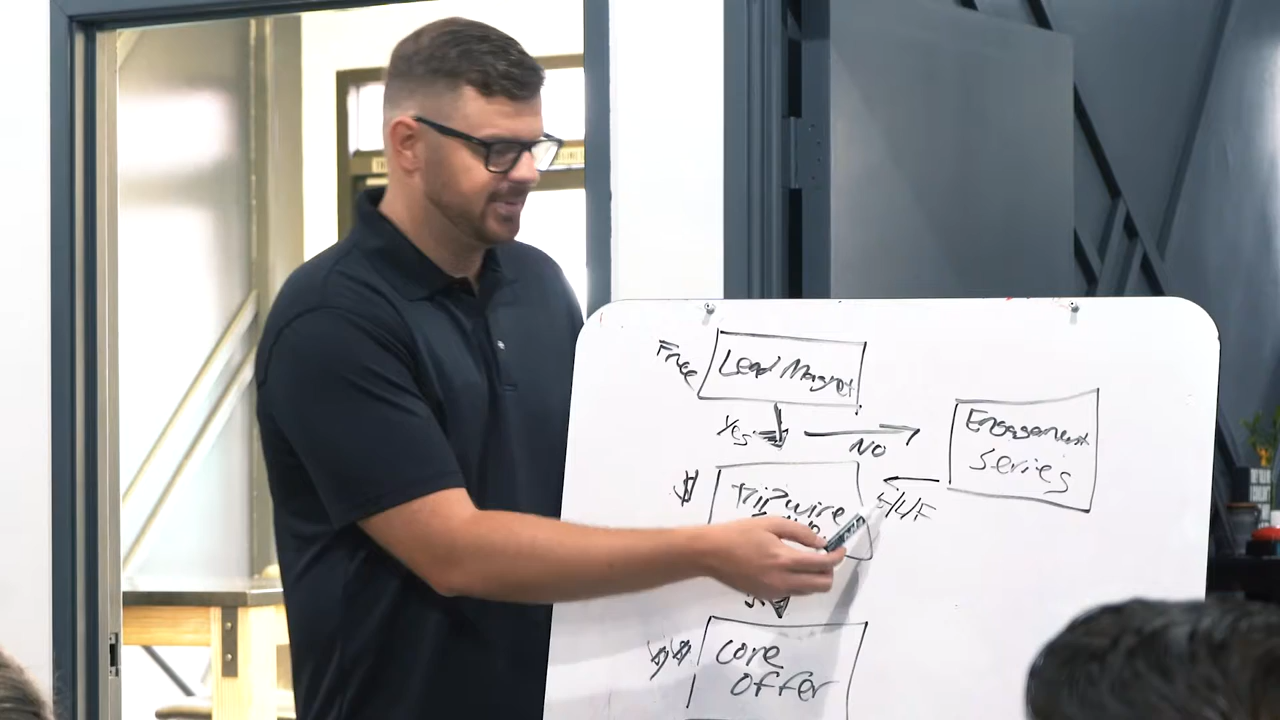 Free
Lead Magnet
Yes
NO
Engagement
series
$
Tripwire
core
offer
$$